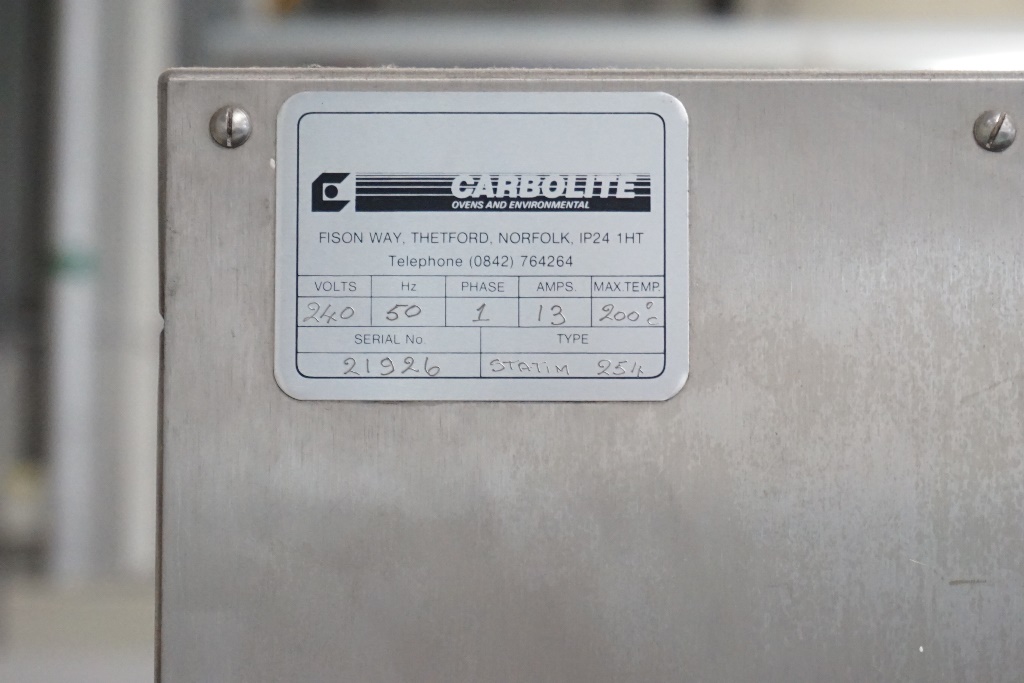 CARBOLITE
OVENS AND ENVIRONMENTAL
FISON WAY, THETFORD, NORFOLK, IP24 1HT
Telephone (0842) 764264
VOLTS Hz PHASE AMPS. MAX.TEMP.
240 50 1 13 200°C
SERIAL No. TYPE
21926 STATIM 254